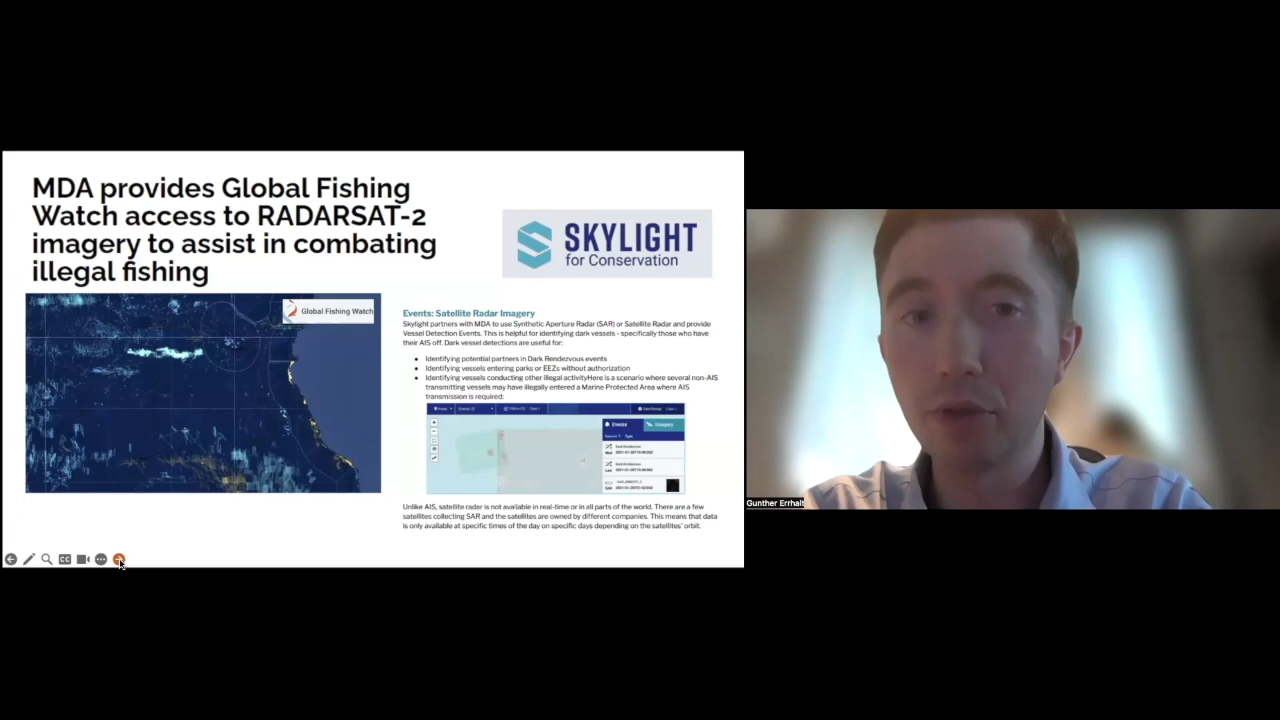 MDA provides Global Fishing
Watch access to RADARSAT-2
imagery to assist in combating
illegal fishing
SKYLIGHT
for Conservation
Global Fishing Watch
Events: Satellite Radar Imagery
Skylight partners with MDA to use Synthetic Aperture Radar (SAR) or Satellite Radar and provide
Vessel Detection Events. This is helpful for identifying dark vessels - specifically those who have
their AIS off. Dark vessel detections are useful for:
● Identifying potential partners in Dark Rendezvous events
● Identifying vessels entering parks or EEZs without authorization
● Identifying vessels conducting other illegal activityHere is a scenario where several non-AIS
transmitting vessels may have illegally entered a Marine Protected Area where AIS
transmission is required:
Events
Imagery
Unlike AIS, satellite radar is not available in real-time or in all parts of the world. There are a few
satellites collecting SAR and the satellites are owned by different companies. This means that data
is only available at specific times of the day on specific days depending on the satellites' orbit.
CC
Gunther Errhalt